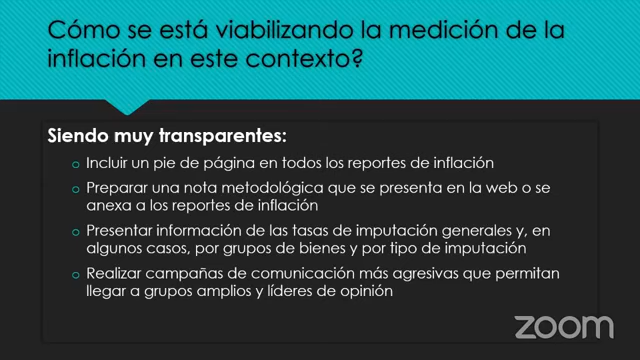 Cómo se está viabilizando la medición de la
inflación en este contexto?
Siendo muy transparentes:
Incluir un pie de página en todos los reportes de inflación
Preparar una nota metodológica que se presenta en la web o se
anexa a los reportes de inflación
Presentar información de las tasas de imputación generales y, en
algunos casos, por grupos de bienes y por tipo de imputación
Realizar campañas de comunicación más agresivas que permitan
llegar a grupos amplios y líderes de opinión
zoom